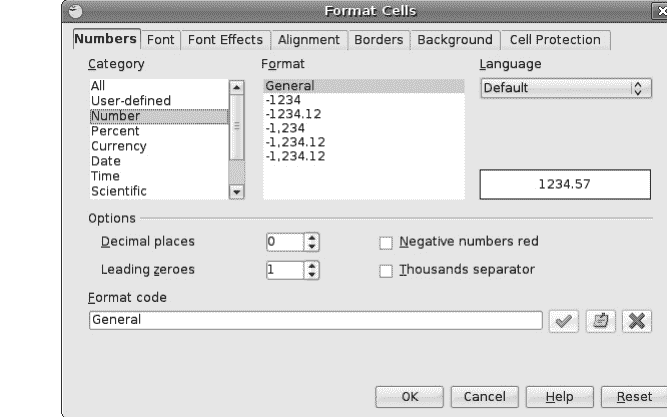 Format Cells
Numbers Font Font Effects Alignment Borders Background Cell Protection
Category Format Language
All
User-defined
Number
Percent
Currency
Date
Time
Scientific
General
-1234
-1234.12
-1,234
-1,234.12
-1,234.12
Default
1234.57
Options
Decimal places 0 Negative numbers red
Leading zeroes 1 Thousands separator
Format code
General
OK Cancel Help Reset